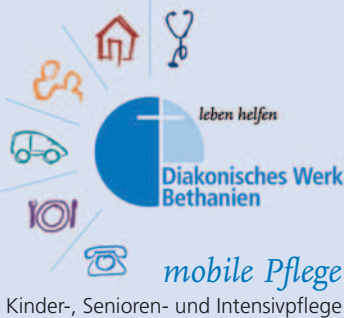 leben helfen
Diakonisches Werk
Bethanien
mobile Pflege
Kinder-, Senioren- und Intensivpflege